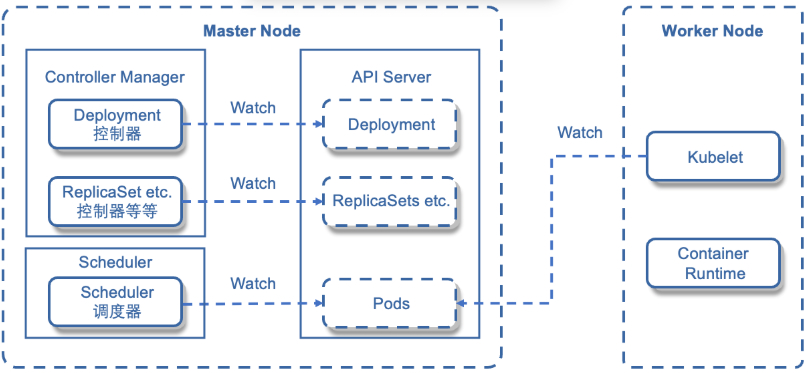 Master Node
Controller Manager
Deployment
控制器
ReplicaSet etc.
控制器等等
Scheduler
Scheduler
调度器
Watch
Watch
Watch
API Server
Deployment
ReplicaSets etc.
Pods
Watch
Worker Node
Kubelet
Container
Runtime